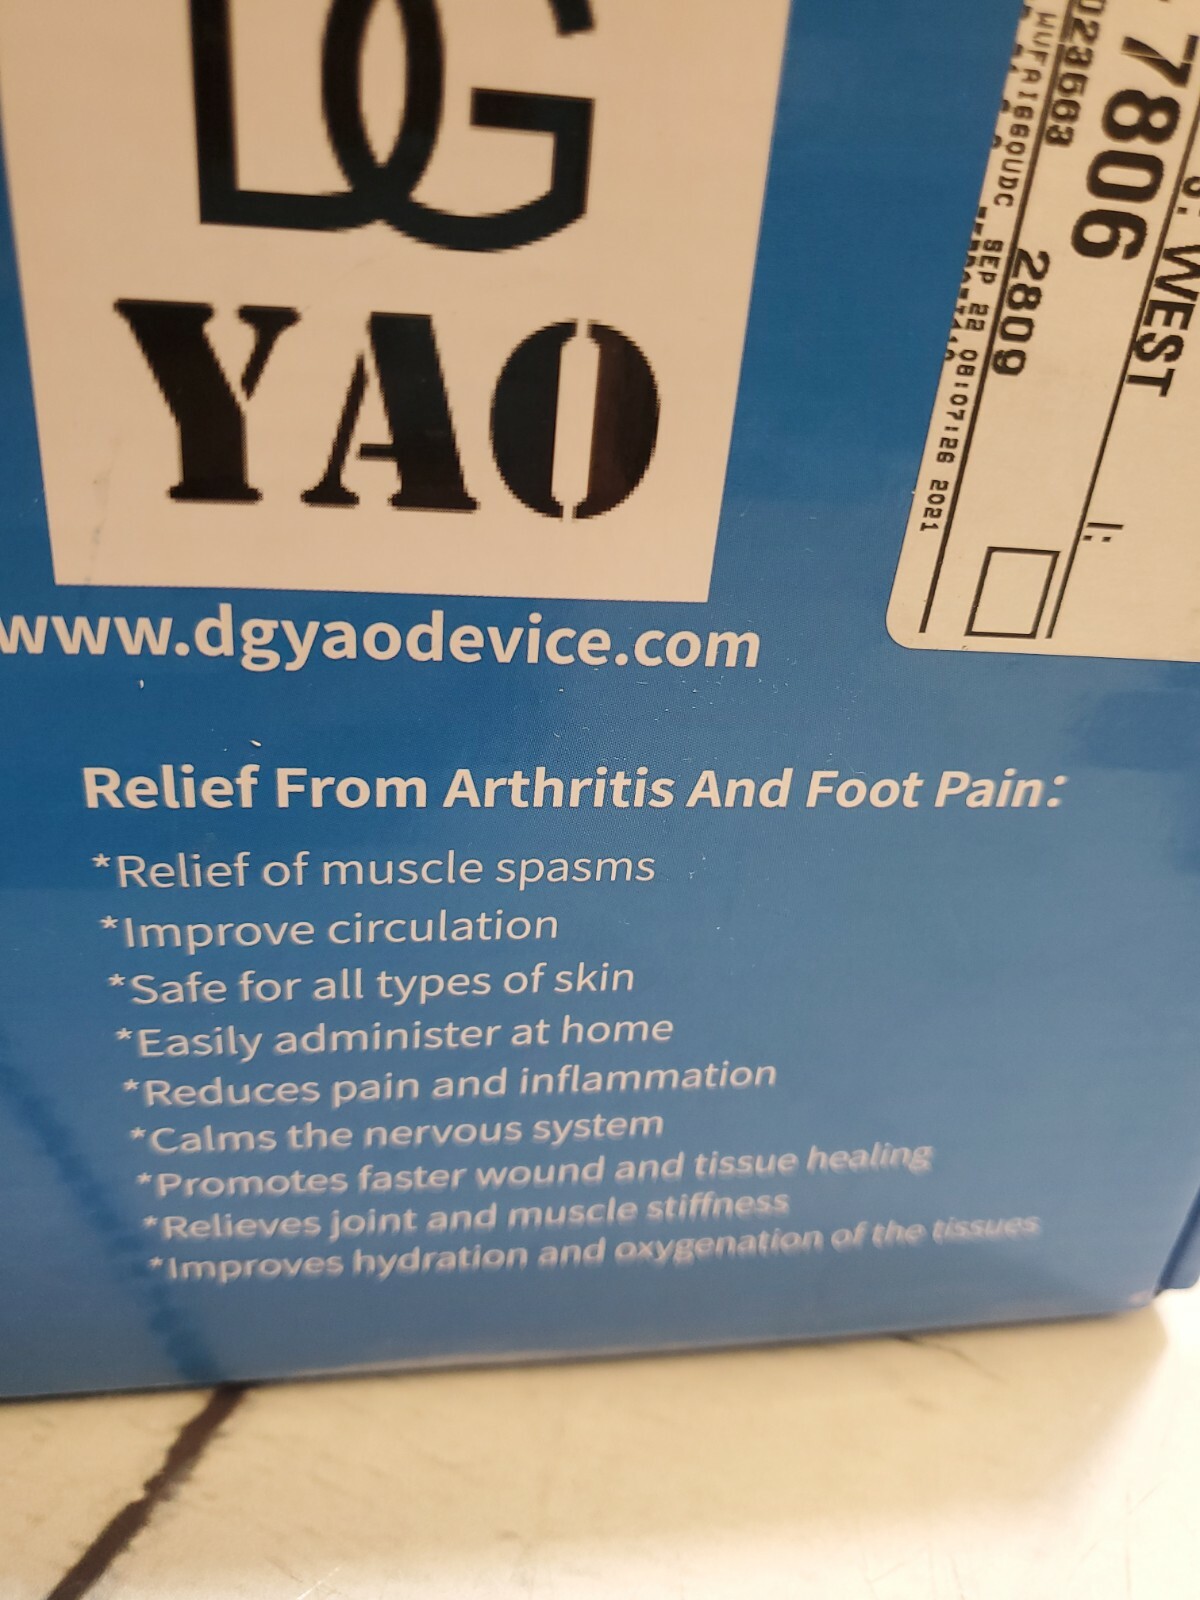 DG
YAO
www.dgyaodevice.com
Relief From Arthritis And Foot Pain:
*Relief of muscle spasms
*Improve circulation
*Safe for all types of skin
*Easily administer at home
*Reduces pain and inflammation
*Calms the nervous system
*Promotes faster wound and tissue healing
*Relieves joint and muscle stiffness
*Improves hydration and oxygenation of the tissues
WEST
7806
2809
SEP 22 08:07:26 2021